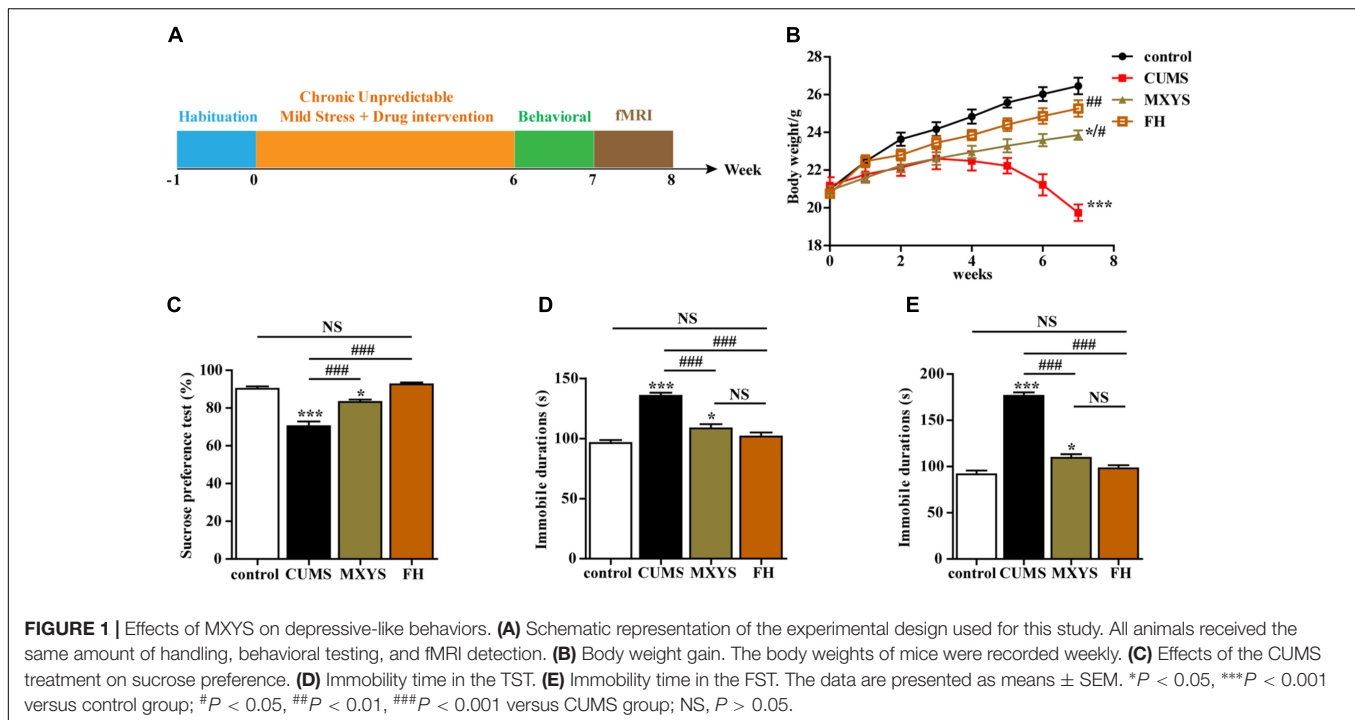 A
Chronic Unpredictable
Habituation Mild Stress + Drug intervention Behavioral fMRI
-1 0 6 7 8 Week
B
Body weight/g
28
26
24
22
20
18
0 2 4 6 8
weeks
control
CUMS
MXYS
FH
##
*/#
***
C
NS
###
###
Sucrose preference test (%)
100
80
60
40
20
0
***
*
control CUMS MXYS FH
D
NS
###
###
NS
Immobile durations (s)
150
100
50
0
***
*
control CUMS MXYS FH
E
NS
###
###
NS
Immobile durations (s)
200
150
100
50
0
***
*
control CUMS MXYS FH
FIGURE 1 | Effects of MXYS on depressive-like behaviors. (A) Schematic representation of the experimental design used for this study. All animals received the
same amount of handling, behavioral testing, and fMRI detection. (B) Body weight gain. The body weights of mice were recorded weekly. (C) Effects of the CUMS
treatment on sucrose preference. (D) Immobility time in the TST. (E) Immobility time in the FST. The data are presented as means ± SEM. *P < 0.05, ***P < 0.001
versus control group; #P < 0.05, ##P < 0.01, ###P < 0.001 versus CUMS group; NS, P > 0.05.